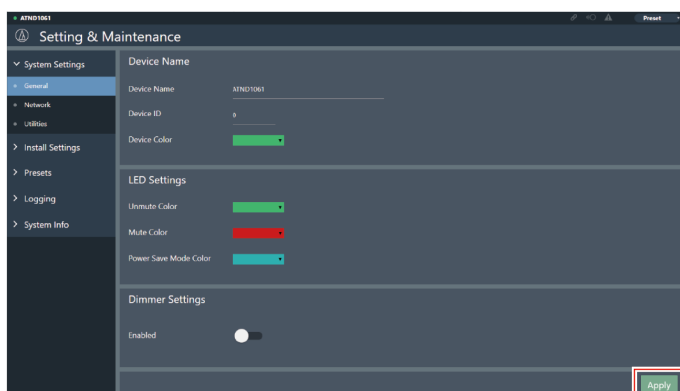 ATND1061
Preset
Setting & Maintenance
System Settings
General
Network
Utilities
Install Settings
Presets
Logging
System Info
Device Name
Device Name ATND1061
Device ID 0
Device Color
LED Settings
Unmute Color
Mute Color
Power Save Mode Color
Dimmer Settings
Enabled
Apply